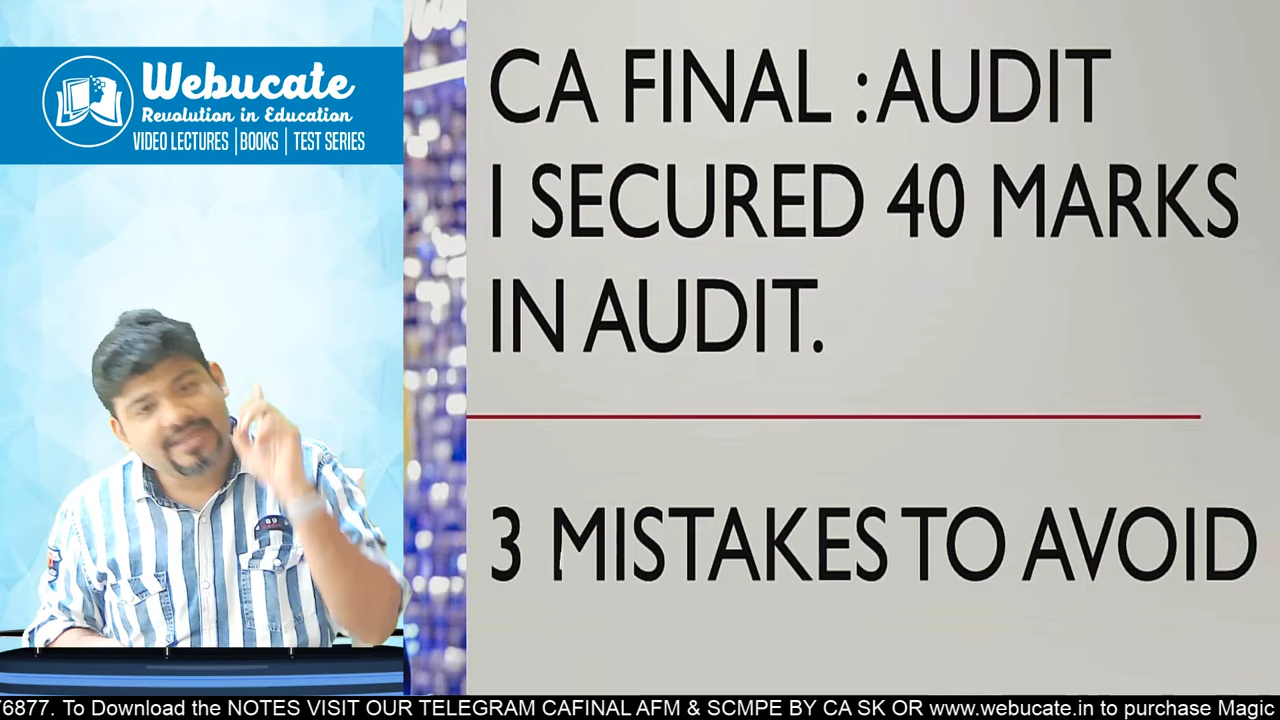 Webucate
Revolution in Education
VIDEO LECTURES | BOOKS | TEST SERIES
CA FINAL : AUDIT
I SECURED 40 MARKS
IN AUDIT.
3 MISTAKES TO AVOID
6877. To Download the NOTES VISIT OUR TELEGRAM CAFINAL AFM & SCMPE BY CA SK OR www.webucate.in to purchase Magic